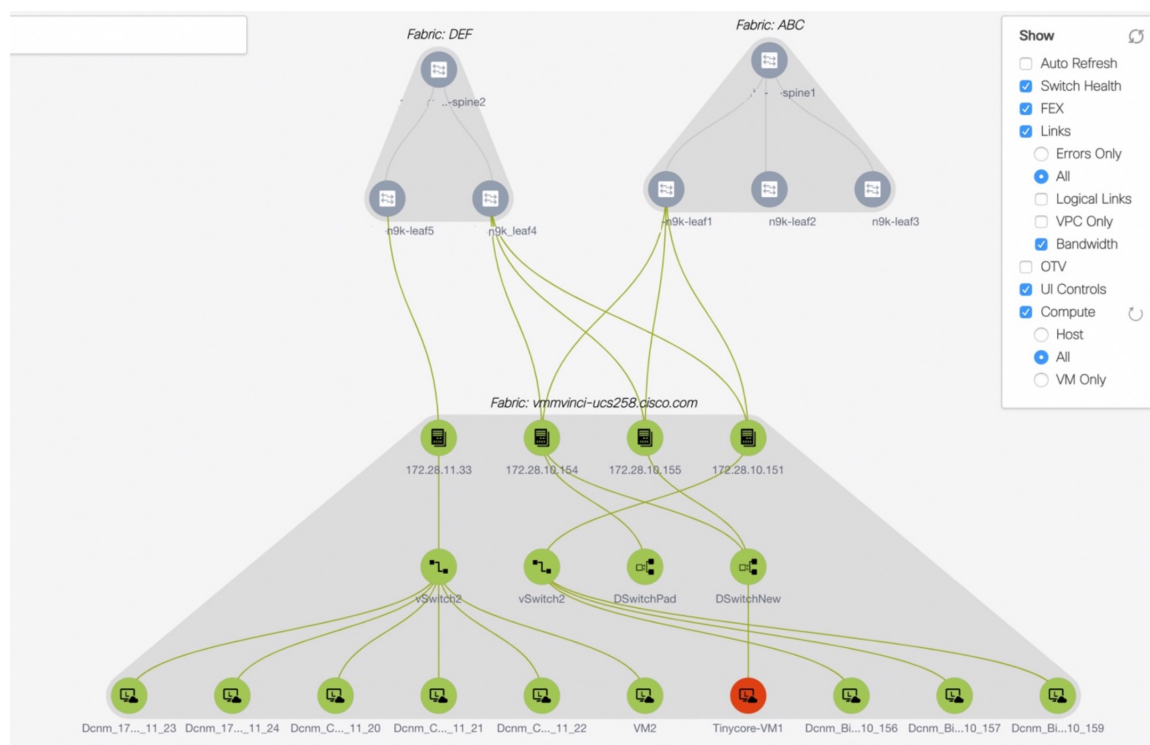 Fabric: DEF
Fabric: ABC
...-spine2
-spine1
-n9k-leaf5
-n9k_leaf4
-n9k-leaf1
n9k-leaf2
n9k-leaf3
Fabric: vmmvinci-ucs258.cisco.com
172.28.11.33
172.28.10.154
172.28.10.155
172.28.10.151
vSwitch2
vSwitch2
DSwitchPad
DSwitchNew
Dcnm_17..._11_23
Dcnm_17..._11_24
Dcnm_C..._11_20
Dcnm_C..._11_21
Dcnm_C..._11_22
VM2
Tinycore-VM1
Dcnm_Bi...10_156
Dcnm_Bi...10_157
Dcnm_Bi...10_159
Show
Auto Refresh
Switch Health
FEX
Links
Errors Only
All
Logical Links
VPC Only
Bandwidth
OTV
UI Controls
Compute
Host
All
VM Only